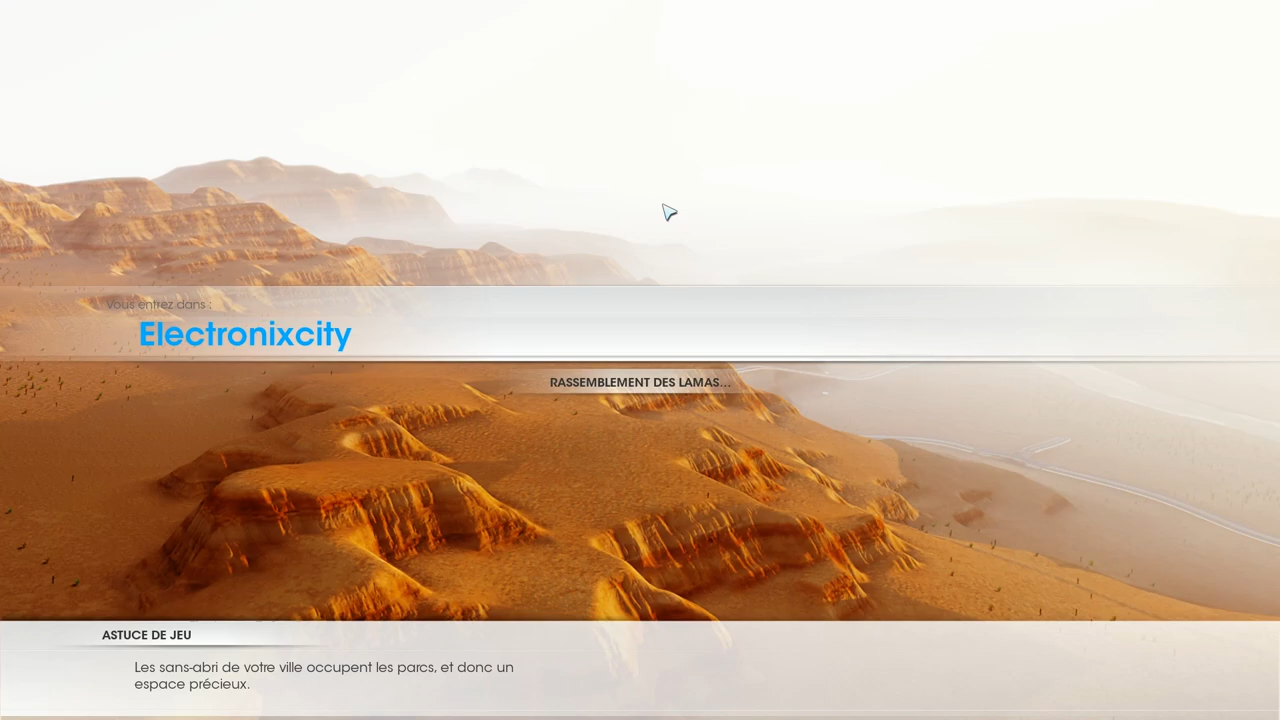 Vous entrez dans :
Electronixcity
RASSEMBLEMENT DES LAMAS...
ASTUCE DE JEU
Les sans-abri de votre ville occupent les parcs, et donc un
espace précieux.